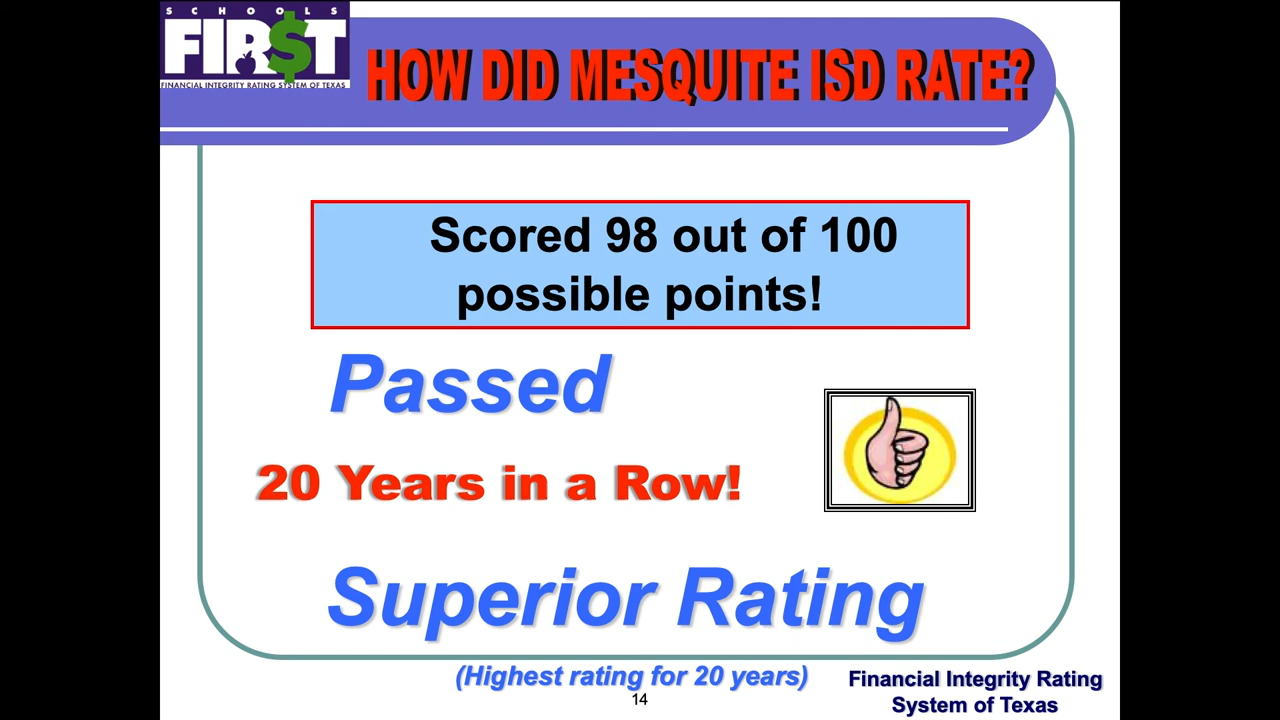 SCHOOLS
FIR$T
FINANCIAL INTEGRITY RATING SYSTEM OF TEXAS
HOW DID MESQUITE ISD RATE?
Scored 98 out of 100
possible points!
Passed
20 Years in a Row!
Superior Rating
(Highest rating for 20 years)
14
Financial Integrity Rating
System of Texas